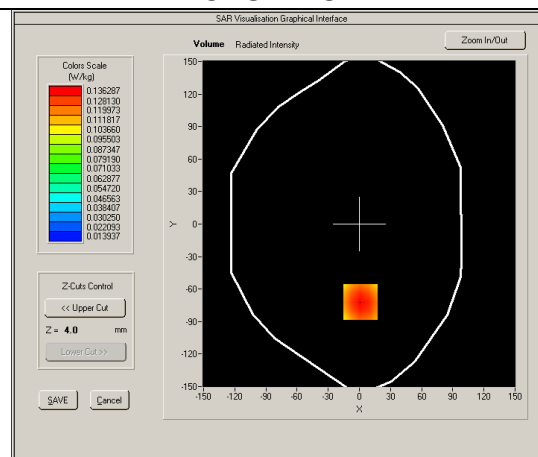 SAR Visualisation Graphical Interface
Volume Radiated Intensity
Zoom In/Out
Colors Scale
(W/kg)
0.136287
0.128130
0.119973
0.111817
0.103660
0.095503
0.087347
0.079190
0.071033
0.062877
0.054720
0.046563
0.038407
0.030250
0.022093
0.013937
Z-Cuts Control
<< Upper Cut
Z = 4.0 mm
Lower Cut >>
SAVE Cancel
150-
120-
90-
60-
30-
0-
-30-
-60-
-90-
-120-
-150-
Y
-150 -120 -90 -60 -30 0 30 60 90 120 150
X